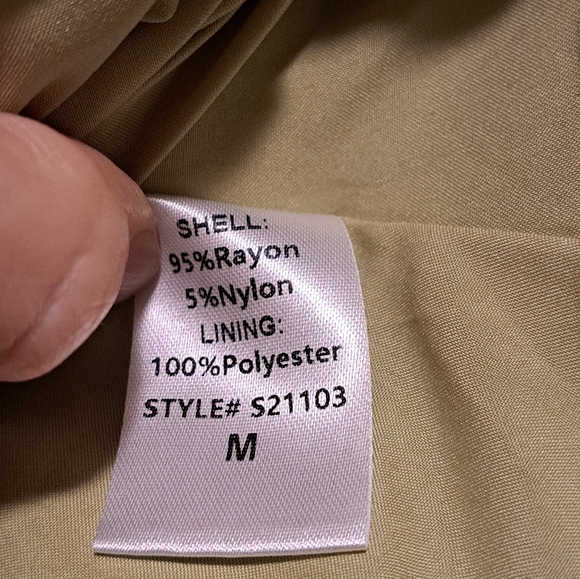 SHELL:
95%Rayon
5%Nylon
LINING:
100%Polyester
STYLE# S21103
M